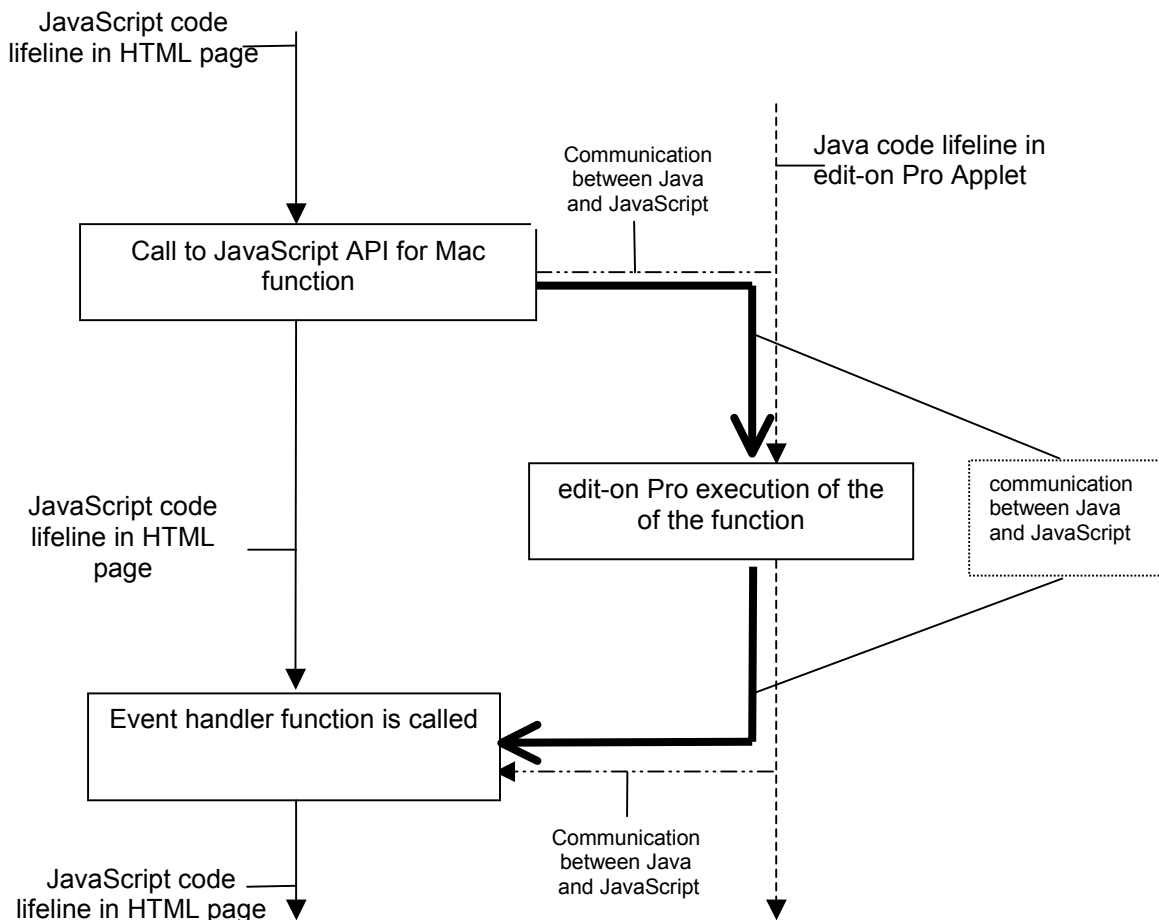 JavaScript code
lifeline in HTML page
Communication
between Java
and JavaScript
Java code lifeline in
edit-on Pro Applet
Call to JavaScript API for Mac
function
edit-on Pro execution of the
of the function
communication
between Java
and JavaScript
JavaScript code
lifeline in HTML
page
Event handler function is called
Communication
between Java
and JavaScript
JavaScript code
lifeline in HTML page